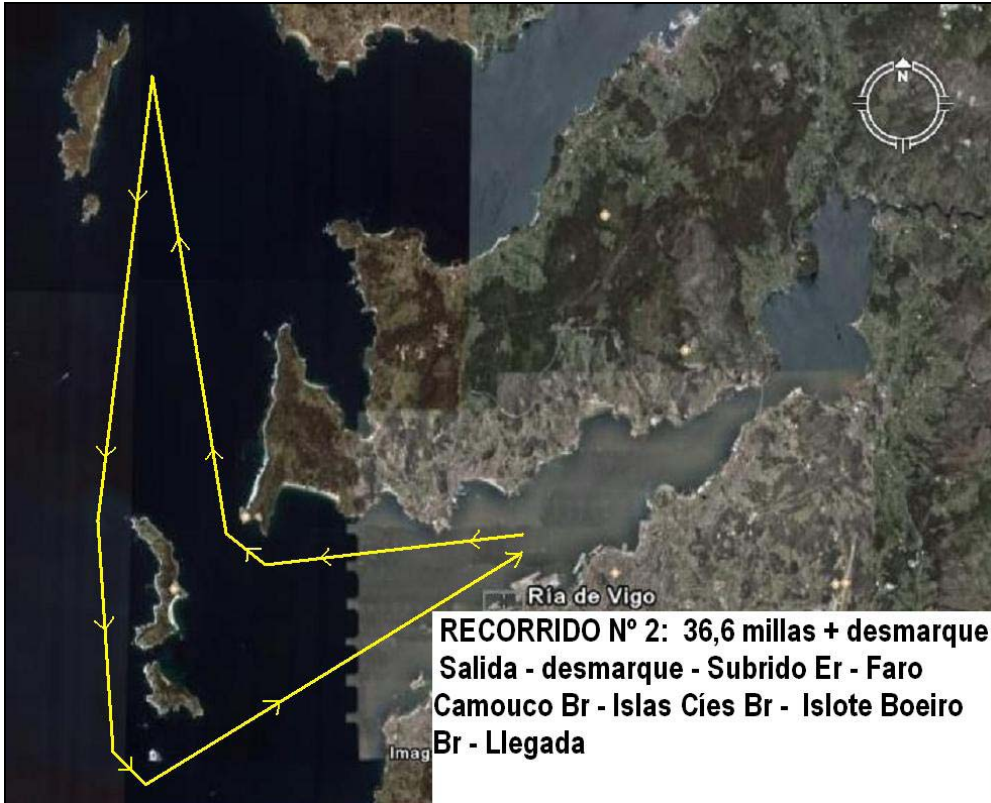 N
Ría de Vigo
RECORRIDO Nº 2: 36,6 millas + desmarque
Salida - desmarque - Subrido Er - Faro
Camouco Br - Islas Cíes Br - Islote Boeiro
Br - Llegada
Imag